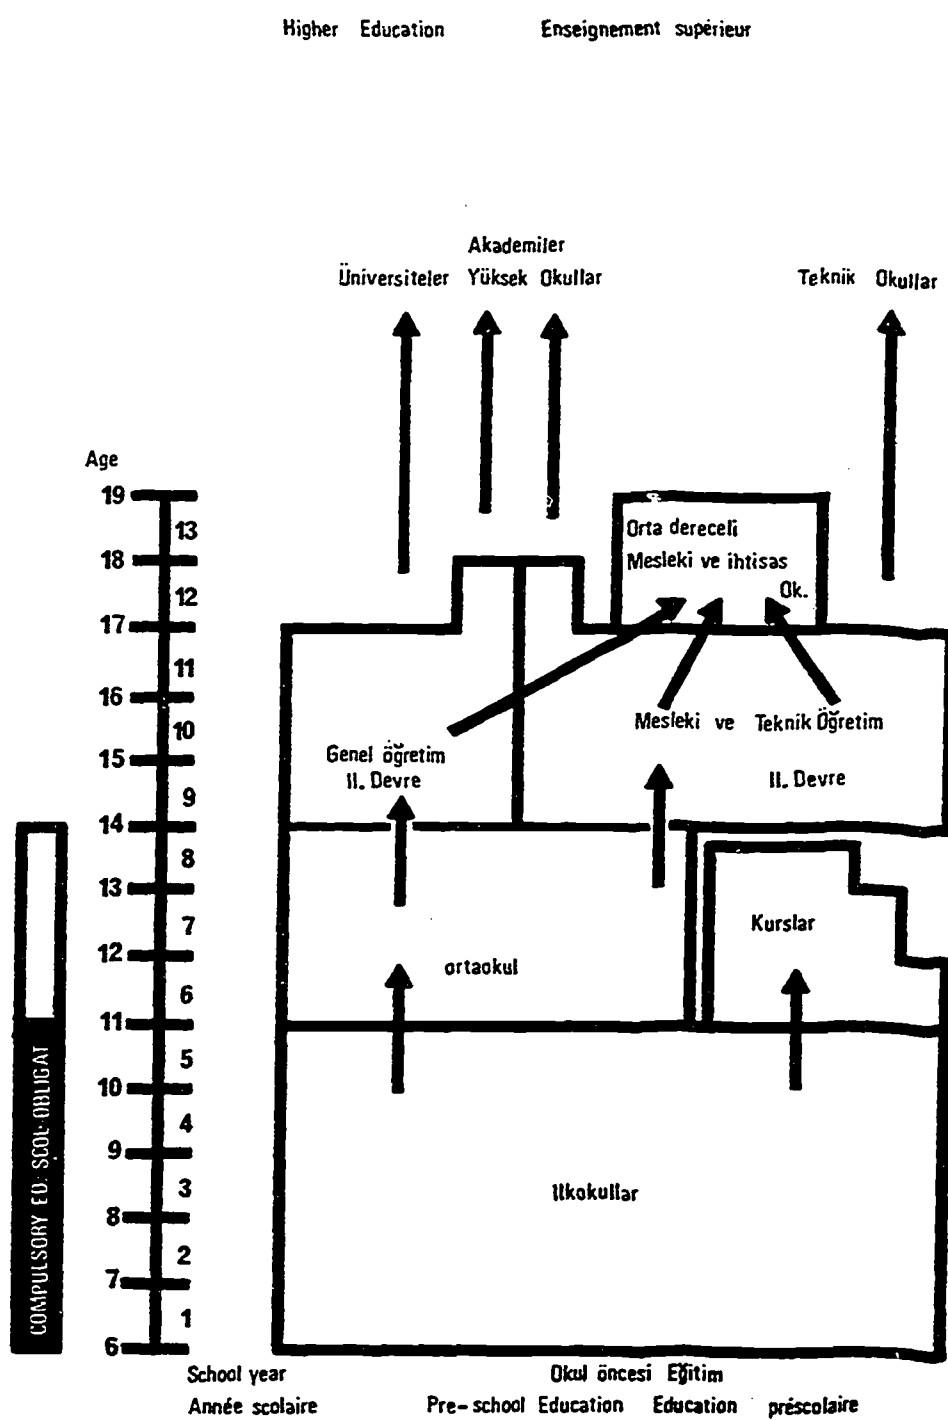 Higher Education Enseignement supérieur
Akademiler
Üniversiteler Yüksek Okullar Teknik Okullar
Age
19
13
18
12
17
11
16
10
15
9
14
8
13
7
12
6
11
5
10
4
9
3
8
2
7
1
6
Orta dereceli
Mesleki ve ihtisas
Ok.
Mesleki ve Teknik Öğretim
II. Devre
Genel öğretim
II. Devre
Kurslar
ortaokul
İlkokullar
COMPULSORY ED: SCOL·OBLIGAT
School year Okul öncesi Eğitim
Année scolaire Pre-school Education Education préscolaire